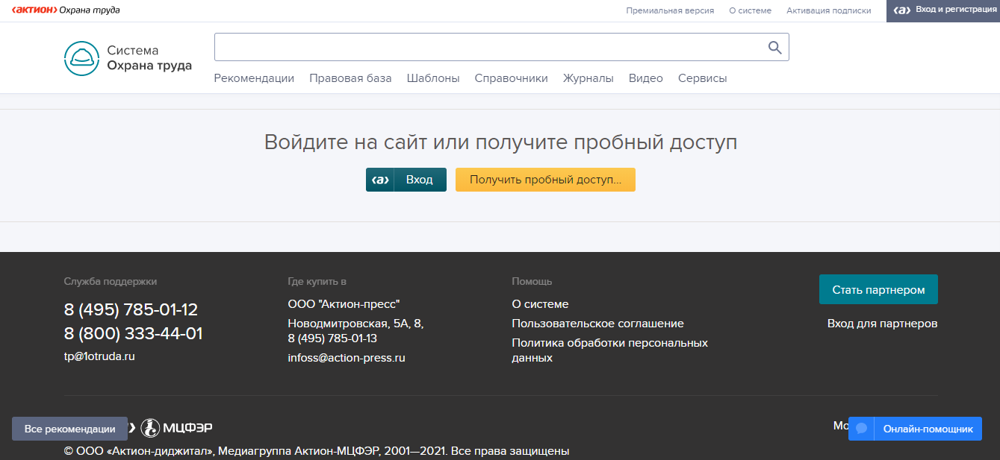 ‹актион› Охрана труда
Премиальная версия О системе Активация подписки
‹а› Вход и регистрация
Система
Охрана труда
Рекомендации Правовая база Шаблоны Справочники Журналы Видео Сервисы
Войдите на сайт или получите пробный доступ
‹а› Вход
Получить пробный доступ...
Служба поддержки
8 (495) 785-01-12
8 (800) 333-44-01
tp@1otruda.ru
Где купить в
ООО "Актион-пресс"
Новодмитровская, 5А, 8,
8 (495) 785-01-13
infoss@action-press.ru
Помощь
О системе
Пользовательское соглашение
Политика обработки персональных
данных
Стать партнером
Вход для партнеров
Все рекомендации
МЦФЭР
Онлайн-помощник
© ООО «Актион-диджитал», Медиагруппа Актион-МЦФЭР, 2001—2021. Все права защищены